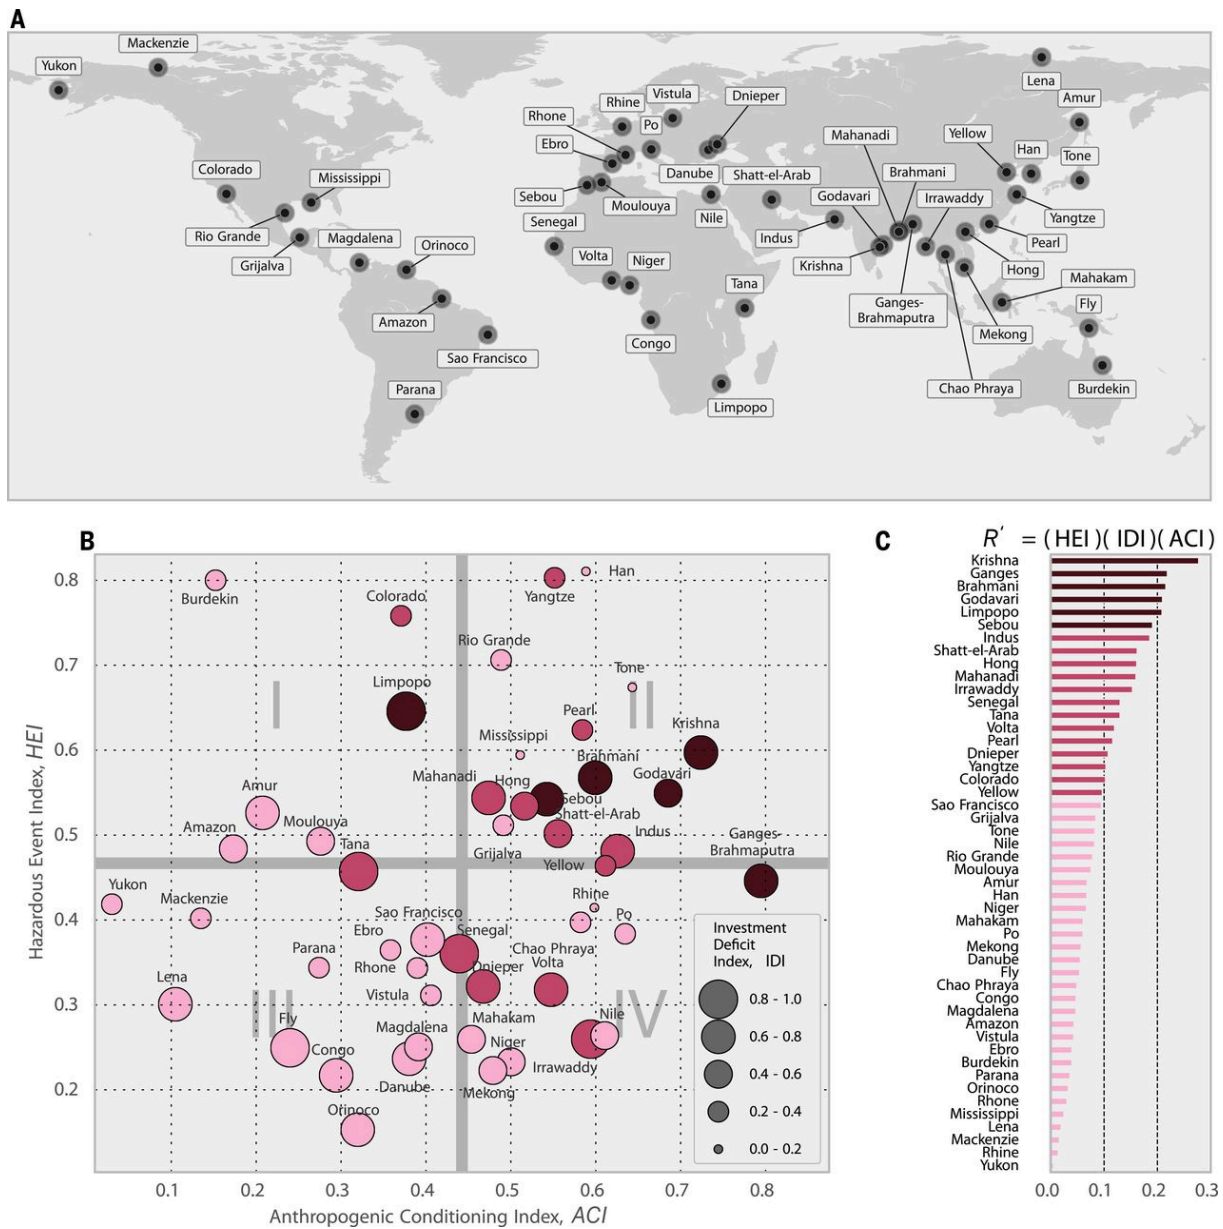 A
Mackenzie
Yukon
Lena
Amur
Vistula
Rhine
Dnieper
Rhone
Po
Ebro
Mahanadi
Yellow
Han
Tone
Colorado
Mississippi
Danube
Shatt-el-Arab
Brahmani
Sebou
Moulouya
Godavari
Irrawaddy
Nile
Yangtze
Senegal
Rio Grande
Magdalena
Orinoco
Indus
Pearl
Grijalva
Volta
Niger
Krishna
Hong
Tana
Mahakam
Ganges-
Brahmaputra
Fly
Amazon
Congo
Mekong
Sao Francisco
Parana
Chao Phraya
Burdekin
Limpopo
B
Hazardous Event Index, HEI
0.8
0.7
0.6
0.5
0.4
0.3
0.2
I
II
III
IV
Han
Burdekin
Yangtze
Colorado
Rio Grande
Tone
Limpopo
Pearl
Krishna
Mississippi
Brahmani
Mahanadi
Hong
Godavari
Amur
Sebou
Shatt-el-Arab
Amazon
Moulouya
Tana
Indus
Ganges-
Brahmaputra
Grijalva
Yellow
Yukon
Mackenzie
Rhine
Po
Sao Francisco
Ebro
Senegal
Parana
Rhone
Chao Phraya
Volta
Dnieper
Lena
Vistula
Fly
Magdalena
Mahakam
Nile
Niger
Congo
Irrawaddy
Danube
Mekong
Orinoco
Investment
Deficit
Index, IDI
0.8 - 1.0
0.6 - 0.8
0.4 - 0.6
0.2 - 0.4
0.0 - 0.2
0.1 0.2 0.3 0.4 0.5 0.6 0.7 0.8
Anthropogenic Conditioning Index, ACI
C
R′ = (HEI)(IDI)(ACI)
Krishna
Ganges
Brahmani
Godavari
Limpopo
Sebou
Indus
Shatt-el-Arab
Hong
Mahanadi
Irrawaddy
Senegal
Tana
Volta
Pearl
Dnieper
Yangtze
Colorado
Yellow
Sao Francisco
Grijalva
Tone
Nile
Rio Grande
Moulouya
Amur
Han
Niger
Mahakam
Po
Mekong
Danube
Fly
Chao Phraya
Congo
Magdalena
Amazon
Vistula
Ebro
Burdekin
Parana
Orinoco
Rhone
Mississippi
Lena
Mackenzie
Rhine
Yukon
0.0 0.1 0.2 0.3